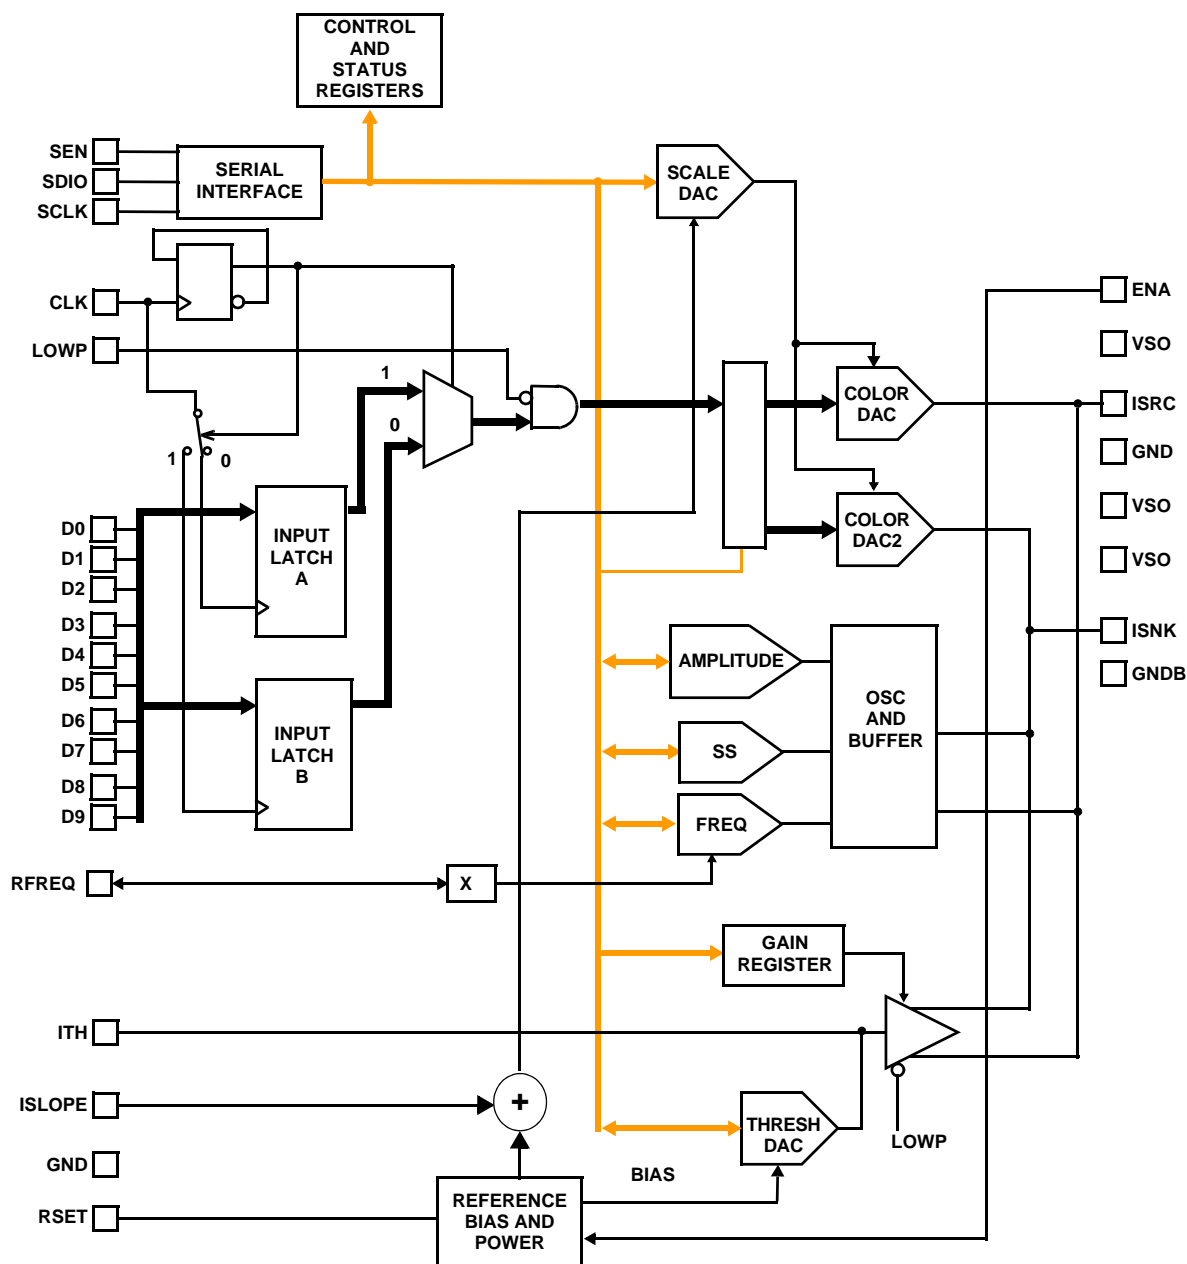 CONTROL
AND
STATUS
REGISTERS
SEN
SDIO
SCLK
SERIAL
INTERFACE
SCALE
DAC
CLK
LOWP
ENA
VSO
1
0
COLOR
DAC
ISRC
GND
1
0
INPUT
LATCH
A
COLOR
DAC2
VSO
VSO
D0
D1
D2
D3
D4
D5
D6
D7
D8
D9
INPUT
LATCH
B
AMPLITUDE
SS
FREQ
OSC
AND
BUFFER
ISNK
GNDB
RFREQ
X
GAIN
REGISTER
ITH
ISLOPE
+
THRESH
DAC
LOWP
GND
BIAS
RSET
REFERENCE
BIAS AND
POWER